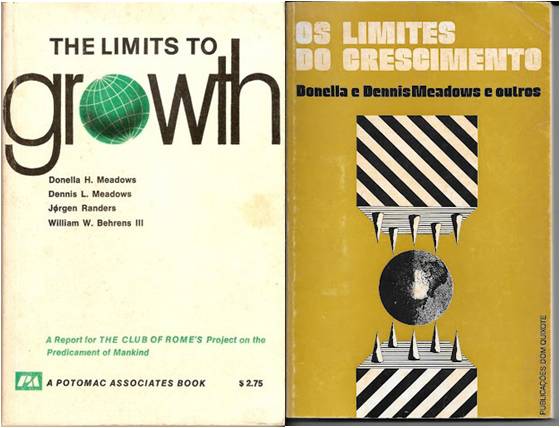 THE LIMITS TO
growth
Donella H. Meadows
Dennis L. Meadows
Jørgen Randers
William W. Behrens III
A Report for THE CLUB OF ROME'S Project on the
Predicament of Mankind
A POTOMAC ASSOCIATES BOOK $ 2.75
OS LIMITES
DO CRESCIMENTO
Donella e Dennis Meadows e outros
PUBLICAÇÕES DOM QUIXOTE